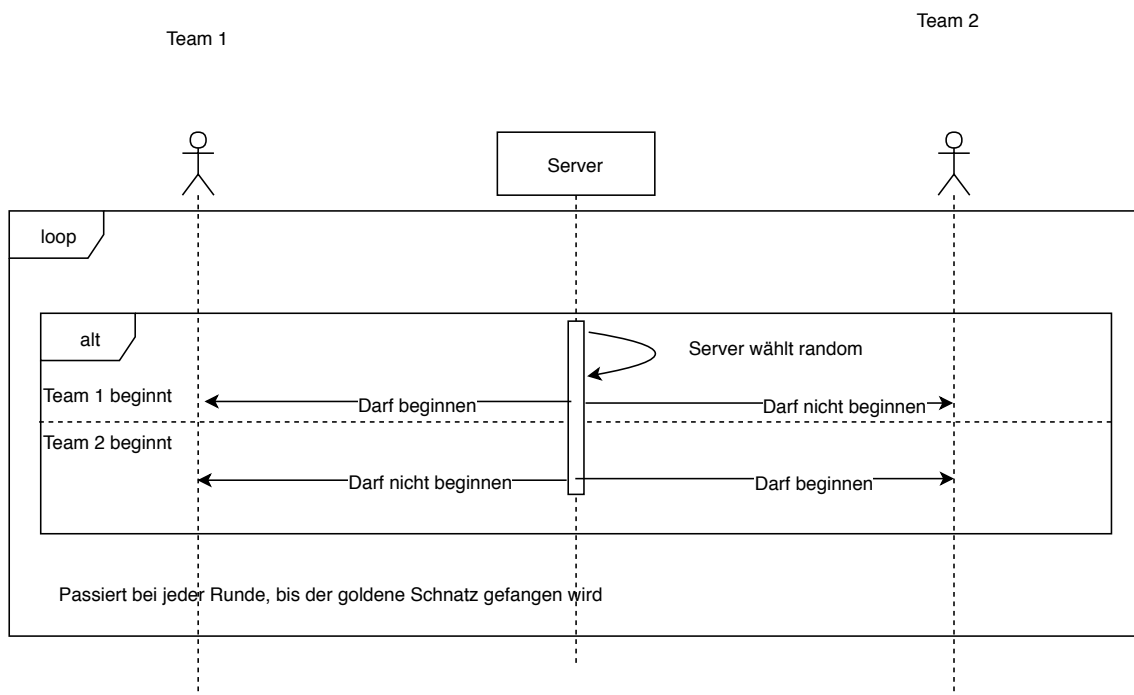 Team 1
Team 2
Server
loop
alt
Server wählt random
Team 1 beginnt
Darf beginnen
Darf nicht beginnen
Team 2 beginnt
Darf nicht beginnen
Darf beginnen
Passiert bei jeder Runde, bis der goldene Schnatz gefangen wird